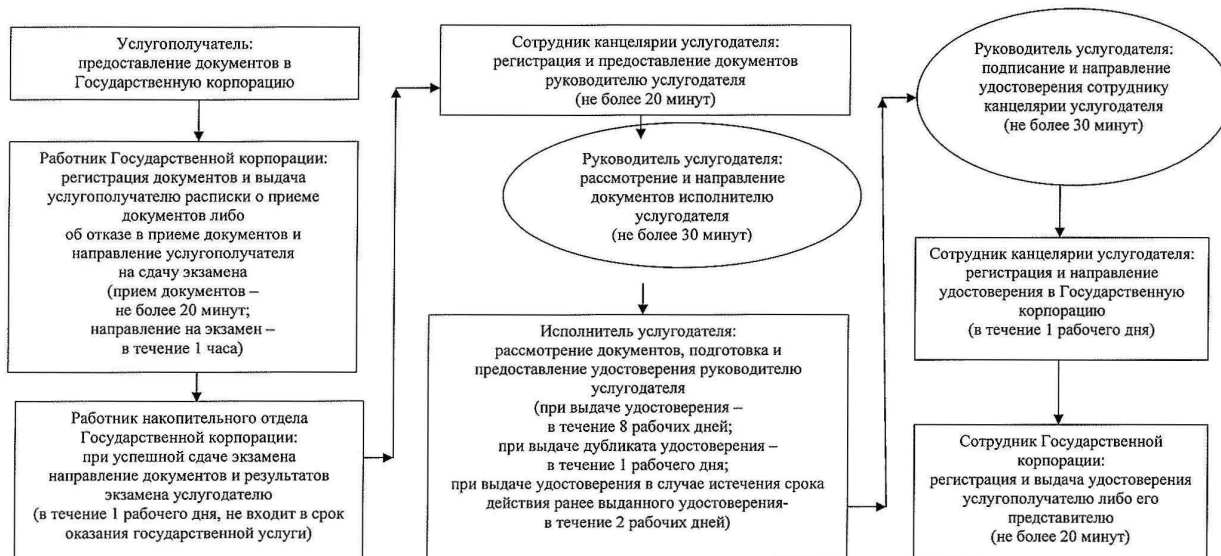 Услугополучатель:
предоставление документов в
Государственную корпорацию
Работник Государственной корпорации:
регистрация документов и выдача
услугополучателю расписки о приеме
документов либо
об отказе в приеме документов и
направление услугополучателя
на сдачу экзамена
(прием документов –
не более 20 минут;
направление на экзамен –
в течение 1 часа)
Работник накопительного отдела
Государственной корпорации:
при успешной сдаче экзамена
направление документов и результатов
экзамена услугодателю
(в течение 1 рабочего дня, не входит в срок
оказания государственной услуги)
Сотрудник канцелярии услугодателя:
регистрация и предоставление документов
руководителю услугодателя
(не более 20 минут)
Руководитель услугодателя:
рассмотрение и направление
документов исполнителю
услугодателя
(не более 30 минут)
Исполнитель услугодателя:
рассмотрение документов, подготовка и
предоставление удостоверения руководителю
услугодателя
(при выдаче удостоверения –
в течение 8 рабочих дней;
при выдаче дубликата удостоверения –
в течение 1 рабочего дня;
при выдаче удостоверения в случае истечения срока
действия ранее выданного удостоверения-
в течение 2 рабочих дней)
Руководитель услугодателя:
подписание и направление
удостоверения сотруднику
канцелярии услугодателя
(не более 30 минут)
Сотрудник канцелярии услугодателя:
регистрация и направление
удостоверения в Государственную
корпорацию
(в течение 1 рабочего дня)
Сотрудник Государственной
корпорации:
регистрация и выдача удостоверения
услугополучателю либо его
представителю
(не более 20 минут)